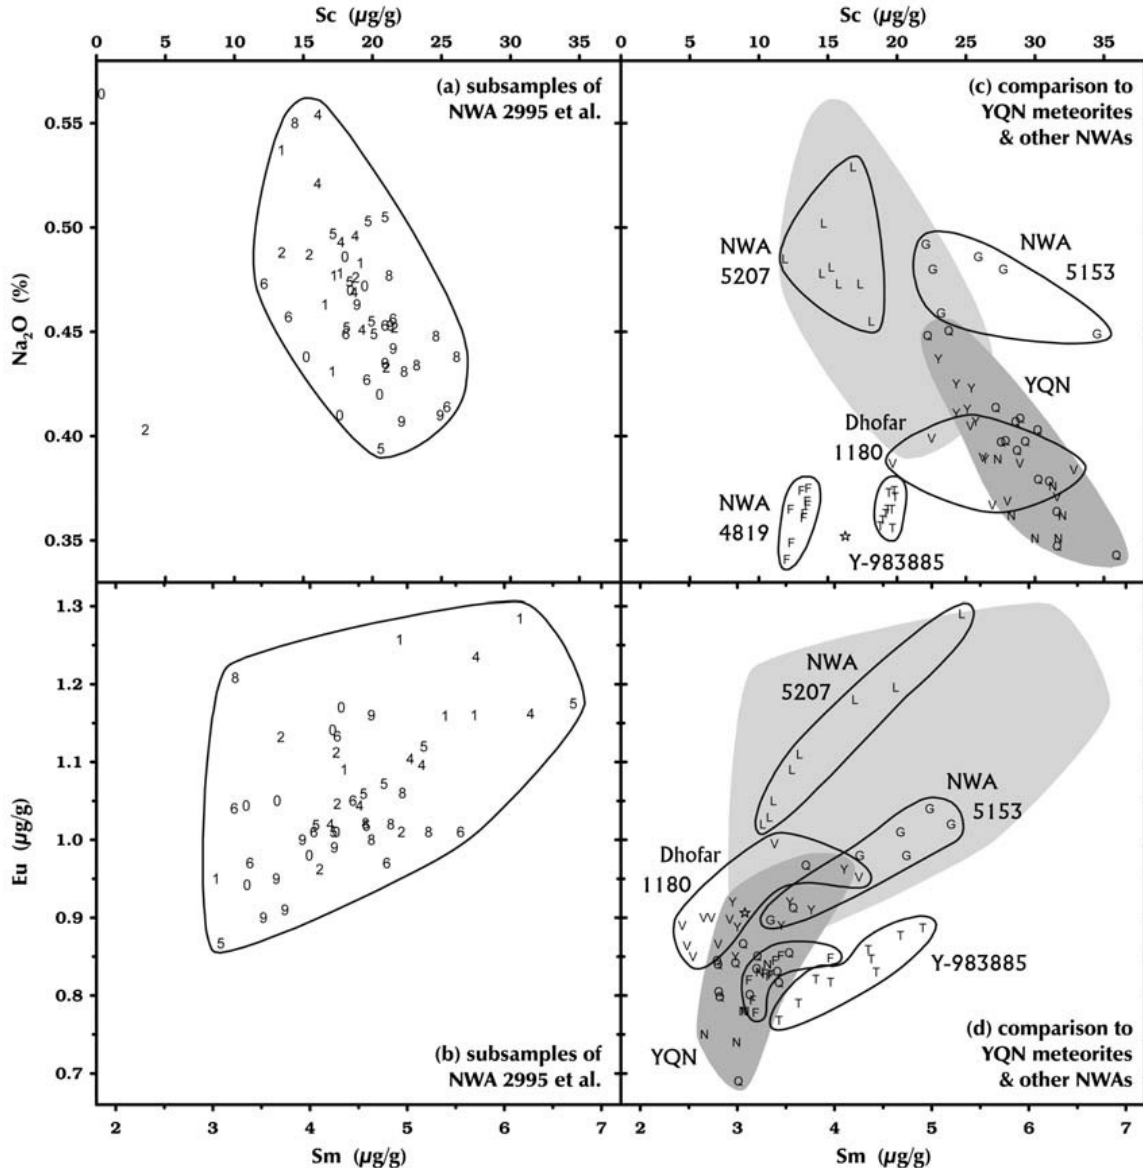 Sc (µg/g)
Sc (µg/g)
0 5 10 15 20 25 30 35
0 5 10 15 20 25 30 35
(a) subsamples of
NWA 2995 et al.
Na₂O (%)
0.55
0.50
0.45
0.40
0.35
(c) comparison to
YQN meteorites
& other NWAs
NWA
5207
NWA
5153
YQN
Dhofar
1180
NWA
4819
Y-983885
Eu (µg/g)
1.3
1.2
1.1
1.0
0.9
0.8
0.7
(b) subsamples of
NWA 2995 et al.
NWA
5207
NWA
5153
Dhofar
1180
Y-983885
YQN
(d) comparison to
YQN meteorites
& other NWAs
2 3 4 5 6 7
2 3 4 5 6 7
Sm (µg/g)
Sm (µg/g)